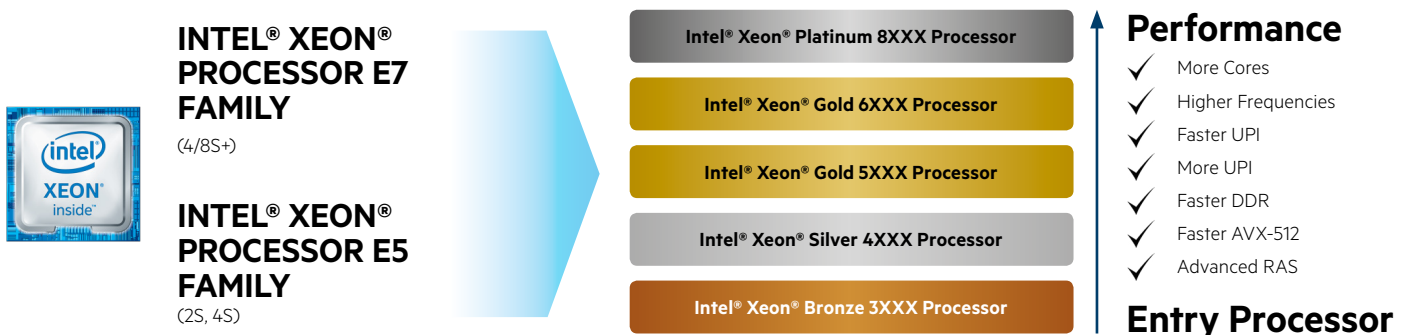 INTEL® XEON®
PROCESSOR E7
FAMILY
(4/8S+)
intel®
XEON®
inside™
INTEL® XEON®
PROCESSOR E5
FAMILY
(2S, 4S)
Intel® Xeon® Platinum 8XXX Processor
Intel® Xeon® Gold 6XXX Processor
Intel® Xeon® Gold 5XXX Processor
Intel® Xeon® Silver 4XXX Processor
Intel® Xeon® Bronze 3XXX Processor
Performance
More Cores
Higher Frequencies
Faster UPI
More UPI
Faster DDR
Faster AVX-512
Advanced RAS
Entry Processor